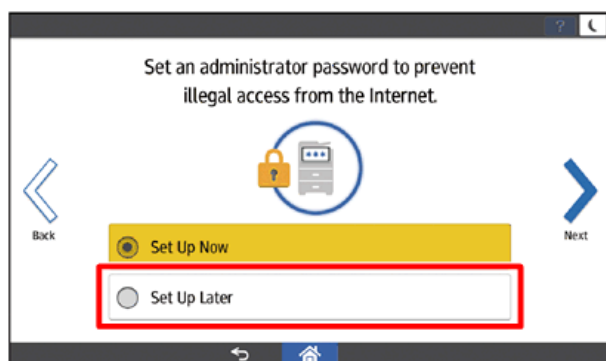 ?
Set an administrator password to prevent
illegal access from the Internet.
***
Back
Next
Set Up Now
Set Up Later